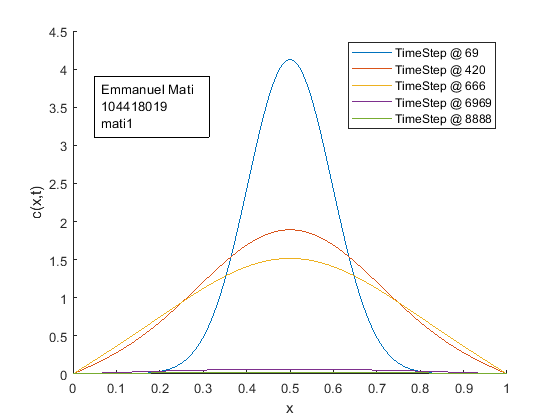 4.5
4
3.5
3
2.5
2
1.5
1
0.5
0
c(x,t)
Emmanuel Mati
104418019
mati1
TimeStep @ 69
TimeStep @ 420
TimeStep @ 666
TimeStep @ 6969
TimeStep @ 8888
0 0.1 0.2 0.3 0.4 0.5 0.6 0.7 0.8 0.9 1
x